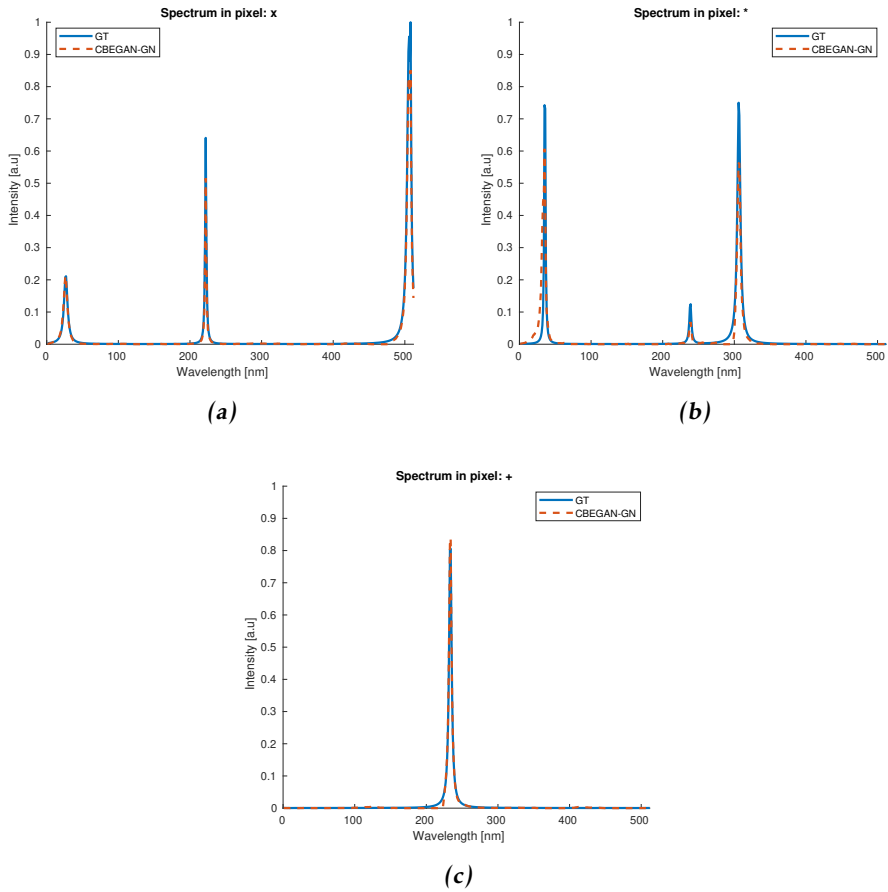 Spectrum in pixel: x
GT
CBEGAN-GN
1
0.9
0.8
0.7
0.6
0.5
0.4
0.3
0.2
0.1
0
Intensity [a.u]
0 100 200 300 400 500
Wavelength [nm]
(a)
Spectrum in pixel: *
GT
CBEGAN-GN
1
0.9
0.8
0.7
0.6
0.5
0.4
0.3
0.2
0.1
0
Intensity [a.u]
0 100 200 300 400 500
Wavelength [nm]
(b)
Spectrum in pixel: +
GT
CBEGAN-GN
1
0.9
0.8
0.7
0.6
0.5
0.4
0.3
0.2
0.1
0
Intensity [a.u]
0 100 200 300 400 500
Wavelength [nm]
(c)